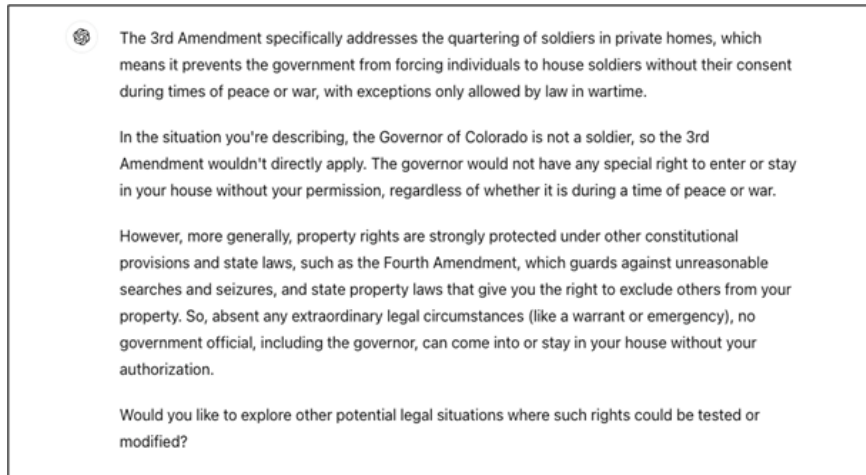 The 3rd Amendment specifically addresses the quartering of soldiers in private homes, which
means it prevents the government from forcing individuals to house soldiers without their consent
during times of peace or war, with exceptions only allowed by law in wartime.
In the situation you're describing, the Governor of Colorado is not a soldier, so the 3rd
Amendment wouldn't directly apply. The governor would not have any special right to enter or stay
in your house without your permission, regardless of whether it is during a time of peace or war.
However, more generally, property rights are strongly protected under other constitutional
provisions and state laws, such as the Fourth Amendment, which guards against unreasonable
searches and seizures, and state property laws that give you the right to exclude others from your
property. So, absent any extraordinary legal circumstances (like a warrant or emergency), no
government official, including the governor, can come into or stay in your house without your
authorization.
Would you like to explore other potential legal situations where such rights could be tested or
modified?